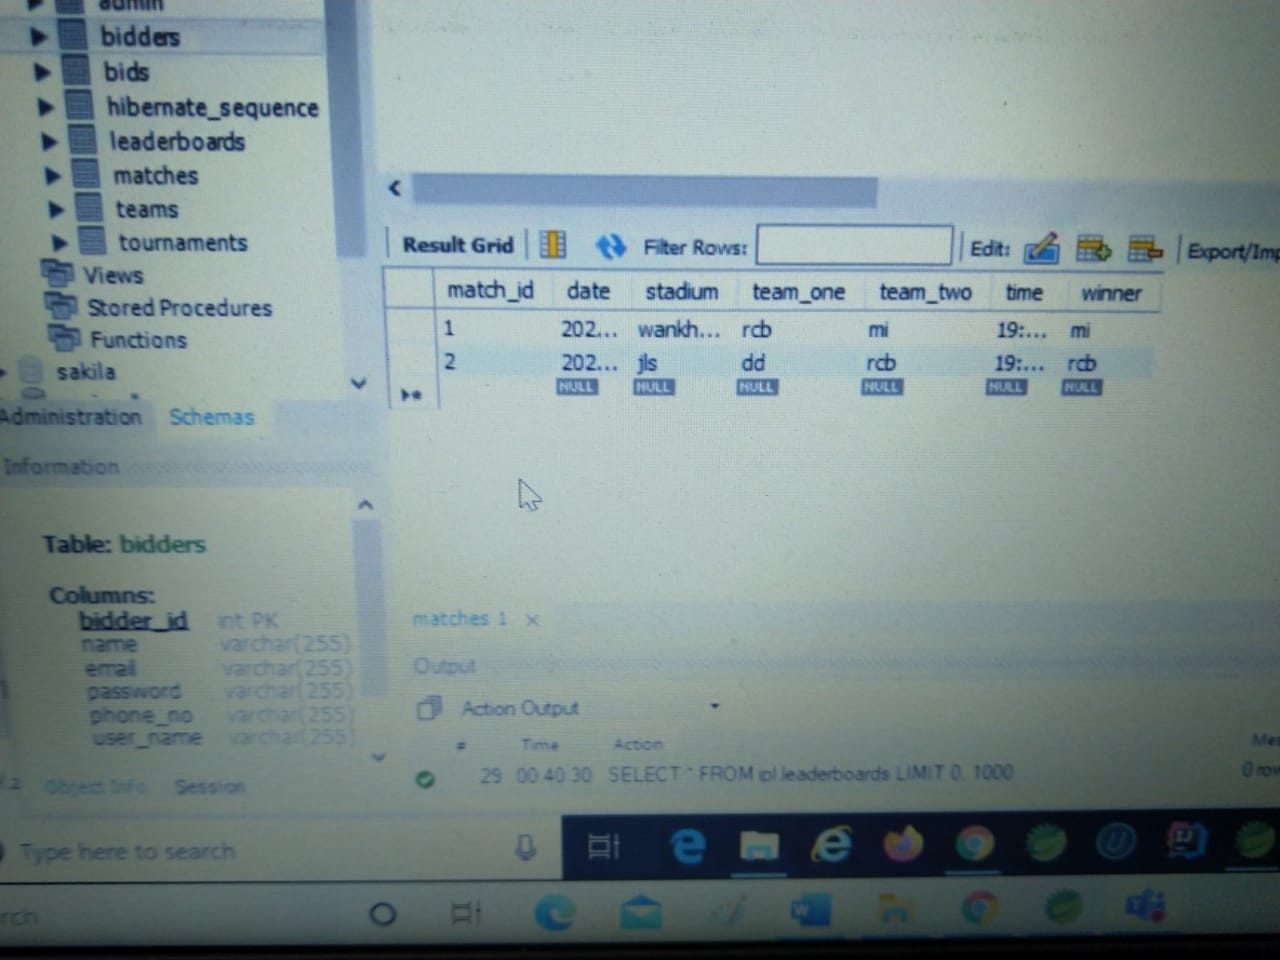 admin
bidders
bids
hibernate_sequence
leaderboards
matches
teams
tournaments
Views
Stored Procedures
Functions
sakila
Administration Schemas
Information
Table: bidders
Columns:
bidder_id int PK
name varchar(255)
email varchar(255)
password varchar(255)
phone_no varchar(255)
user_name varchar(255)
Object Info Session
Result Grid Filter Rows: Edit: Export/Imp
match_id date stadium team_one team_two time winner
1 202... wankh... rcb mi 19:... mi
2 202... jls dd rcb 19:... rcb
NULL NULL NULL NULL NULL NULL
matches 1
Output
Action Output
# Time Action Mes
29 00:40:30 SELECT * FROM ipl.leaderboards LIMIT 0, 1000 0 row
Type here to search
rch